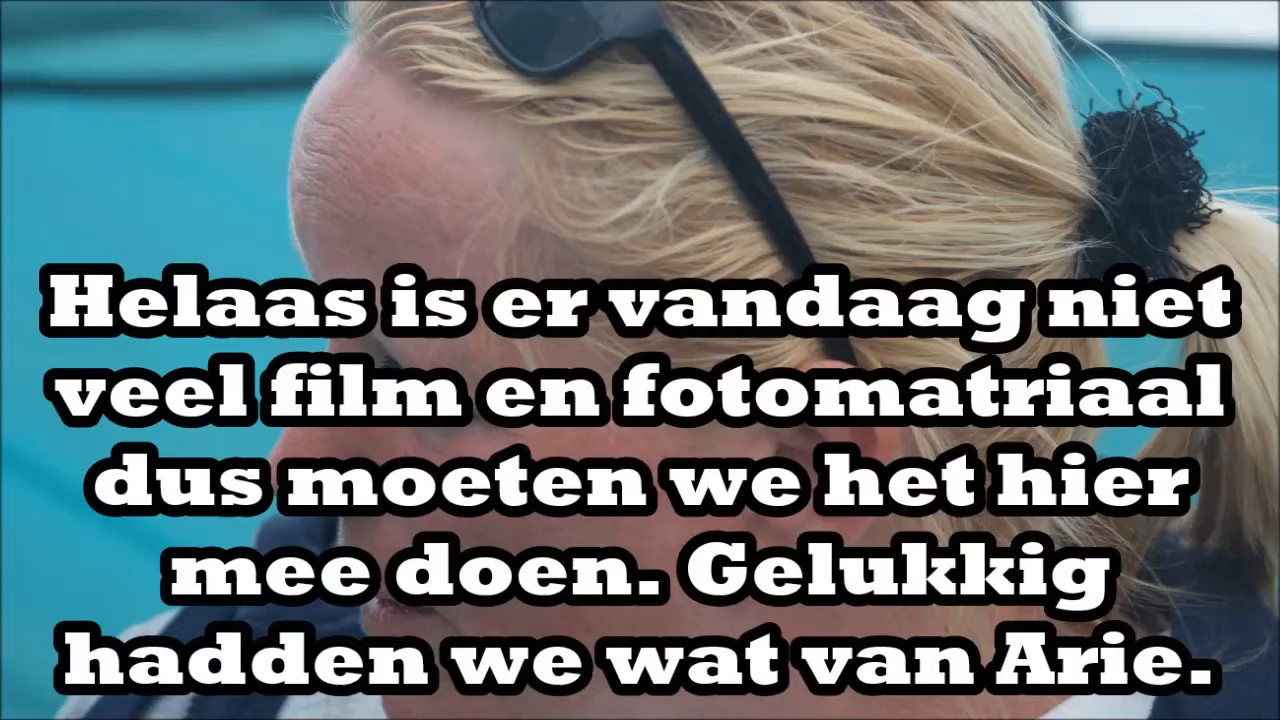 Helaas is er vandaag niet
veel film en fotomatriaal
dus moeten we het hier
mee doen. Gelukkig
hadden we wat van Arie.